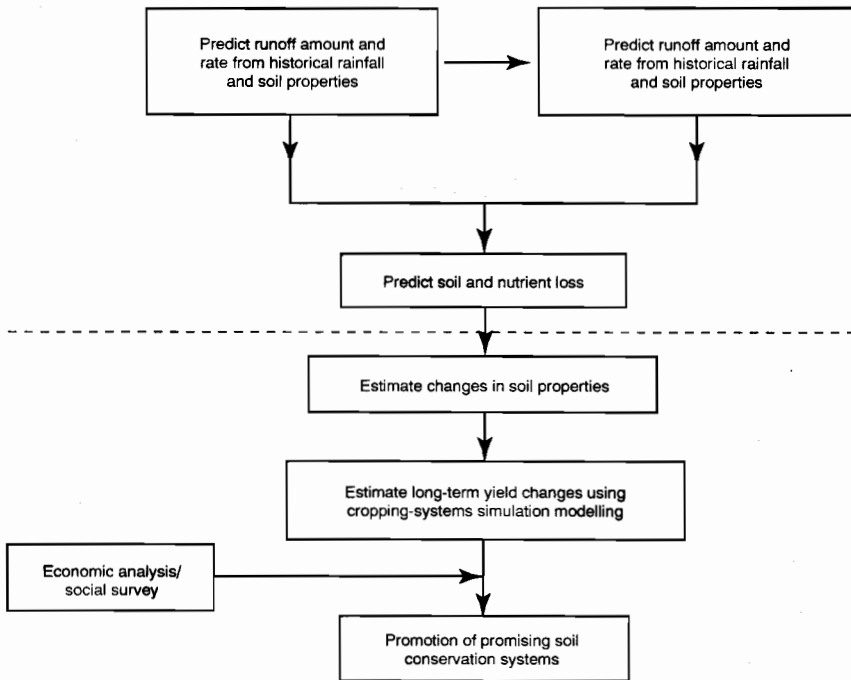 Predict runoff amount and
rate from historical rainfall
and soil properties
Predict runoff amount and
rate from historical rainfall
and soil properties
Predict soil and nutrient loss
Estimate changes in soil properties
Estimate long-term yield changes using
cropping-systems simulation modelling
Economic analysis/
social survey
Promotion of promising soil
conservation systems